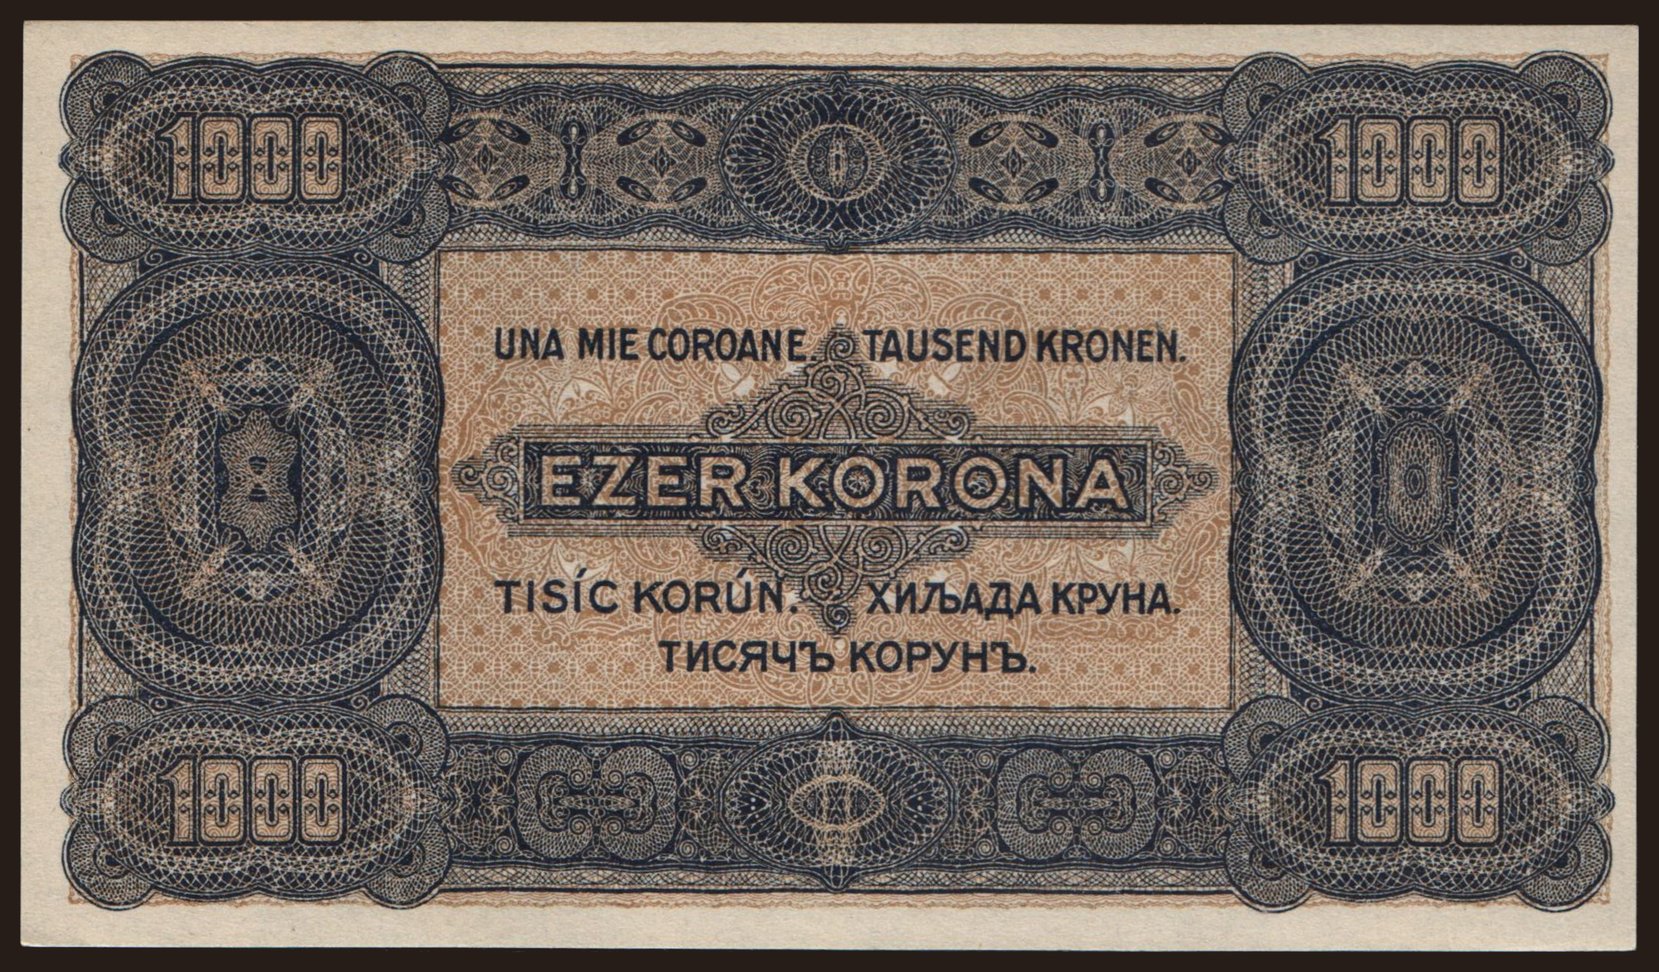 1000 1000
UNA MIE COROANE. TAUSEND KRONEN.
EZER KORONA
TISÍC KORÚN. ХИЉАДА КРУНА.
ТИСЯЧЪ КОРУНЪ.
1000 1000